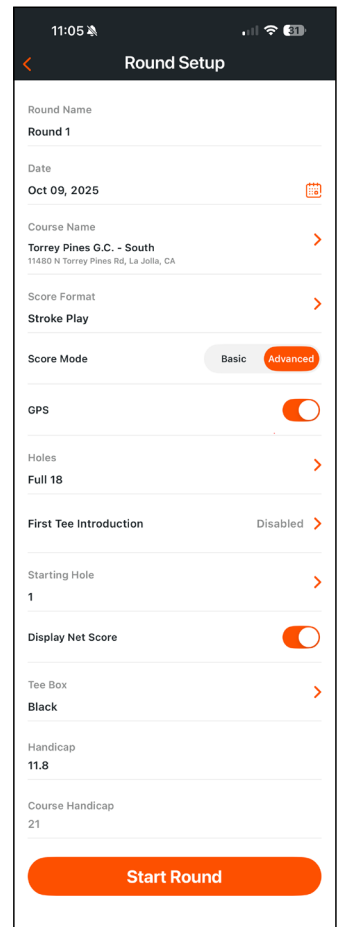 11:05
31
Round Setup
Round Name
Round 1
Date
Oct 09, 2025
Course Name
Torrey Pines G.C. - South
11480 N Torrey Pines Rd, La Jolla, CA
Score Format
Stroke Play
Score Mode
Basic
Advanced
GPS
Holes
Full 18
First Tee Introduction
Disabled
Starting Hole
1
Display Net Score
Tee Box
Black
Handicap
11.8
Course Handicap
21
Start Round